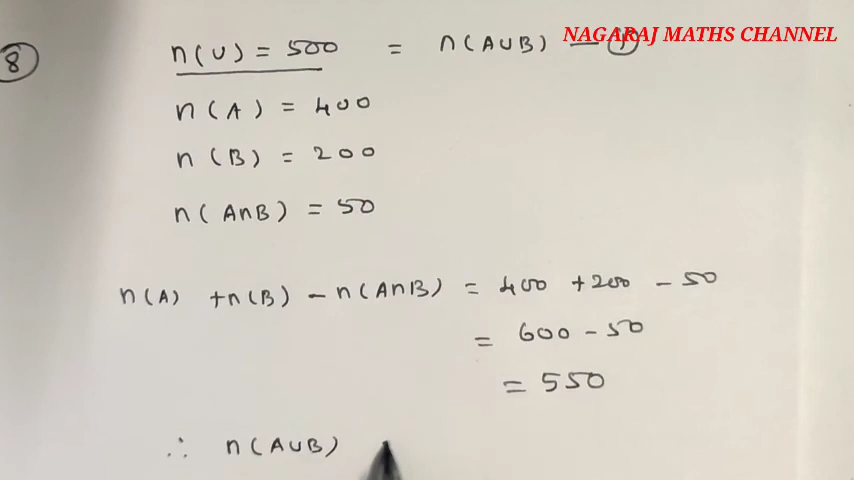 NAGARAJ MATHS CHANNEL
8
n(U) = 500 = n(A∪B) — ①
n(A) = 400
n(B) = 200
n(A∩B) = 50
n(A) + n(B) - n(A∩B) = 400 + 200 - 50
= 600 - 50
= 550
∴ n(A∪B)